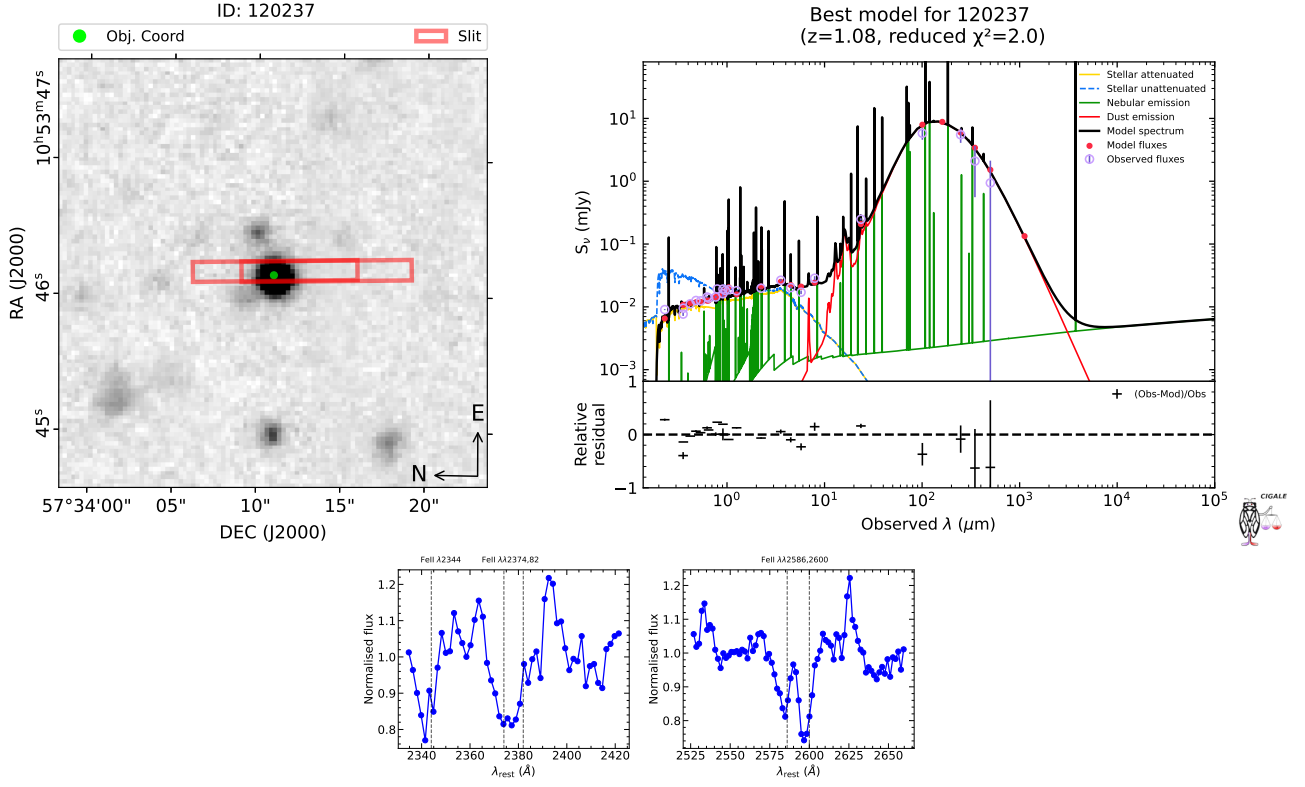 ID: 120237
Obj. Coord
Slit
10ʰ53ᵐ47ˢ
46ˢ
45ˢ
RA (J2000)
E
N
57°34'00"
05"
10"
15"
20"
DEC (J2000)
Best model for 120237
(z=1.08, reduced χ²=2.0)
Stellar attenuated
Stellar unattenuated
Nebular emission
Dust emission
Model spectrum
Model fluxes
Observed fluxes
10¹
10⁰
10⁻¹
10⁻²
10⁻³
Sᵥ (mJy)
1
0
−1
Relative
residual
(Obs-Mod)/Obs
10⁰
10¹
10²
10³
10⁴
10⁵
Observed λ (μm)
CIGALE
FeII λ2344
FeII λλ2374,82
1.2
1.1
1.0
0.9
0.8
Normalised flux
2340
2360
2380
2400
2420
λrest (Å)
FeII λλ2586,2600
1.2
1.1
1.0
0.9
0.8
Normalised flux
2525
2550
2575
2600
2625
2650
λrest (Å)